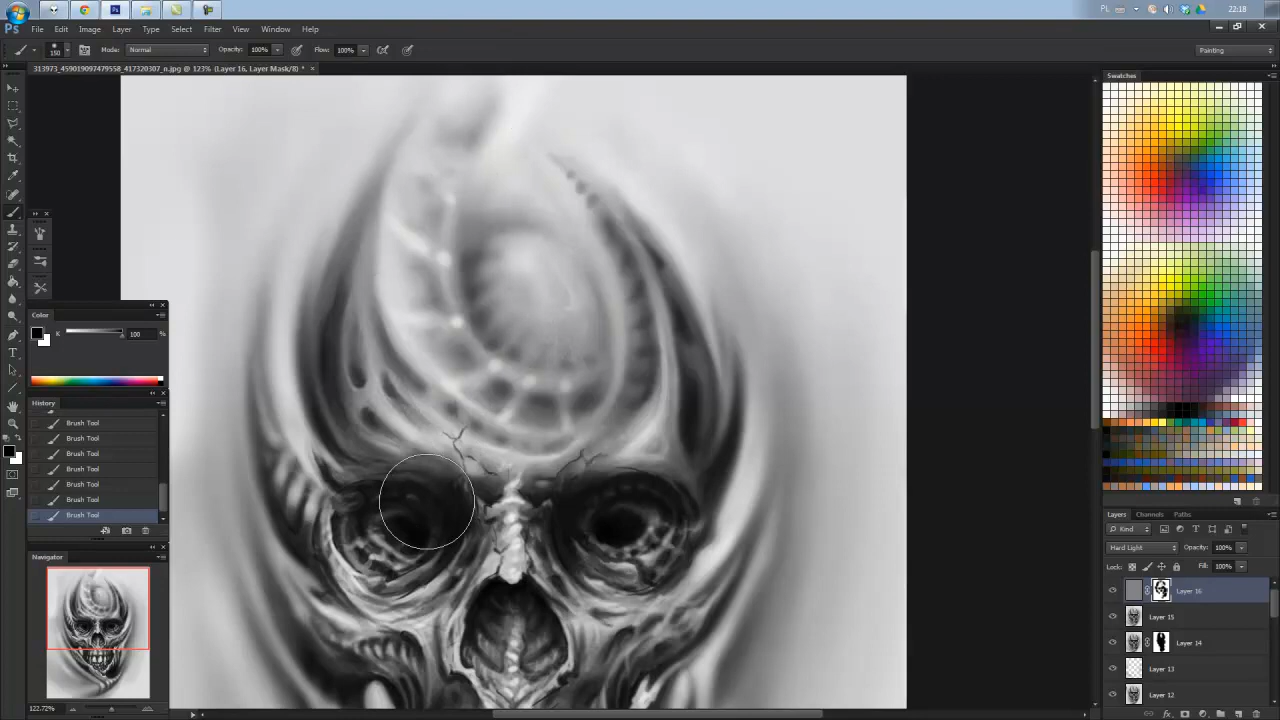 PL
22:18
Ps File Edit Image Layer Type Select Filter View Window Help
150 Mode: Normal Opacity: 100% Flow: 100% Painting
313973_459019097479558_417320307_n.jpg @ 123% (Layer 16, Layer Mask/8) *
Swatches
Color
K 100 %
History
Brush Tool
Brush Tool
Brush Tool
Brush Tool
Brush Tool
Brush Tool
Brush Tool
Navigator
122.72%
Layers Channels Paths
Kind
Hard Light Opacity: 100%
Lock: Fill: 100%
Layer 16
Layer 15
Layer 14
Layer 13
Layer 12
fx